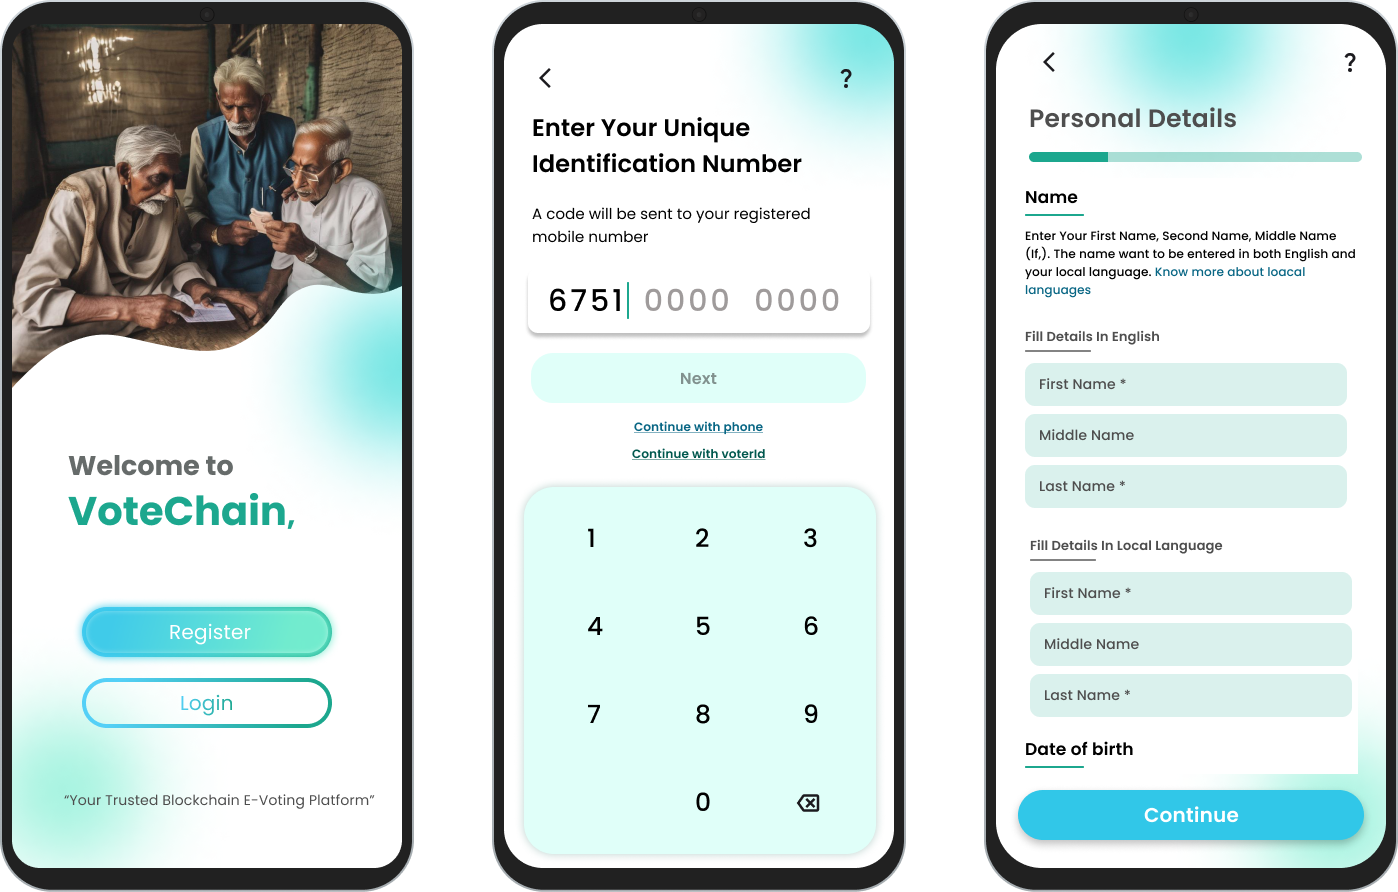 Welcome to
VoteChain,
Register
Login
“Your Trusted Blockchain E-Voting Platform”
?
Enter Your Unique
Identification Number
A code will be sent to your registered
mobile number
6751 0000 0000
Next
Continue with phone
Continue with voterId
1 2 3
4 5 6
7 8 9
0
?
Personal Details
Name
Enter Your First Name, Second Name, Middle Name
(If,). The name want to be entered in both English and
your local language. Know more about loacal
languages
Fill Details In English
First Name *
Middle Name
Last Name *
Fill Details In Local Language
First Name *
Middle Name
Last Name *
Date of birth
Continue